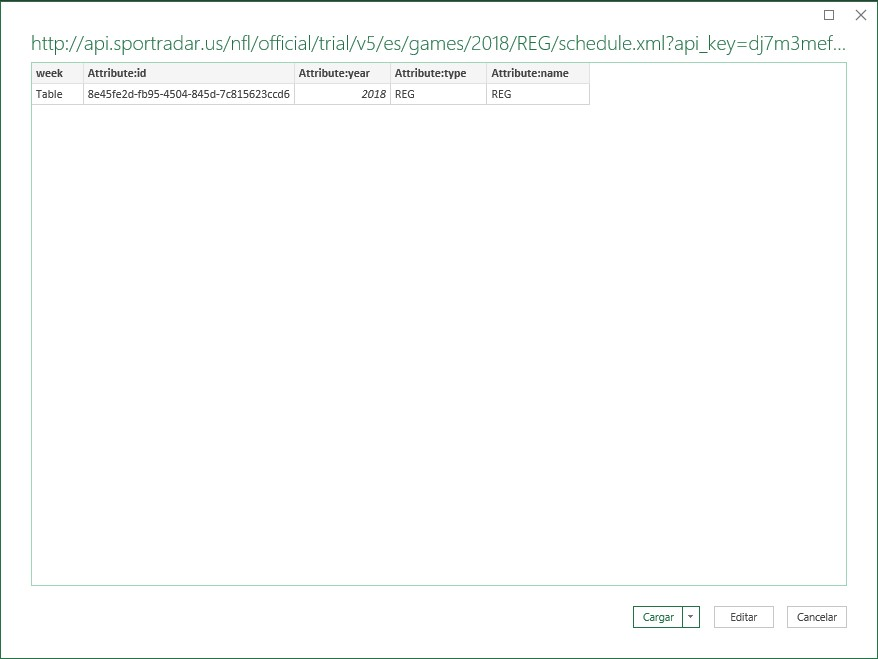 http://api.sportradar.us/nfl/official/trial/v5/es/games/2018/REG/schedule.xml?api_key=dj7m3mef...
week Attribute:id Attribute:year Attribute:type Attribute:name
Table 8e45fe2d-fb95-4504-845d-7c815623ccd6 2018 REG REG
Cargar Editar Cancelar